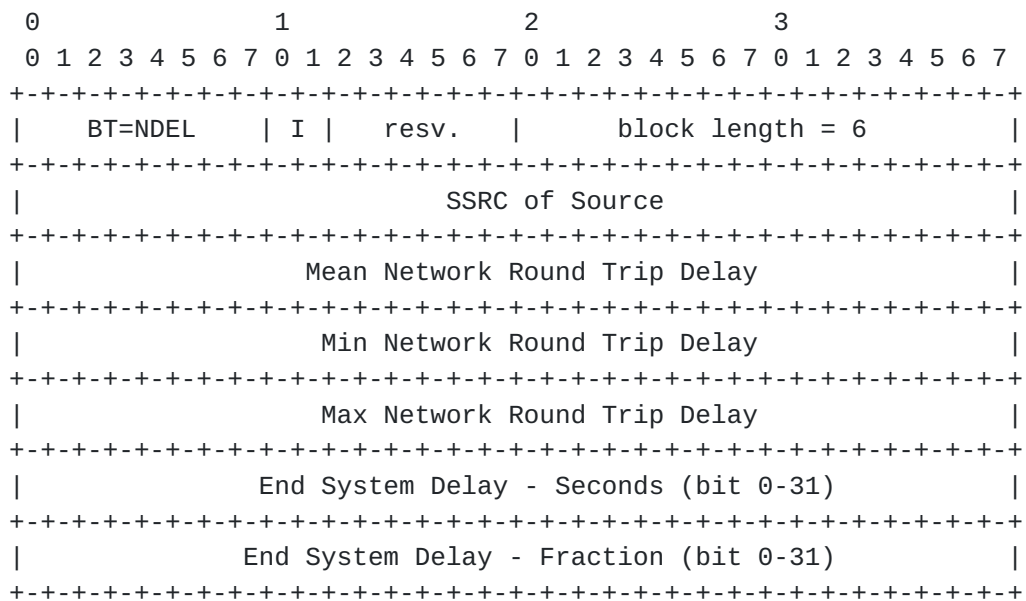 0               1               2               3
 0 1 2 3 4 5 6 7 0 1 2 3 4 5 6 7 0 1 2 3 4 5 6 7 0 1 2 3 4 5 6 7
+-+-+-+-+-+-+-+-+-+-+-+-+-+-+-+-+-+-+-+-+-+-+-+-+-+-+-+-+-+-+-+-+
|    BT=NDEL    | I |   resv.   |      block length = 6         |
+-+-+-+-+-+-+-+-+-+-+-+-+-+-+-+-+-+-+-+-+-+-+-+-+-+-+-+-+-+-+-+-+
|                           SSRC of Source                      |
+-+-+-+-+-+-+-+-+-+-+-+-+-+-+-+-+-+-+-+-+-+-+-+-+-+-+-+-+-+-+-+-+
|                  Mean Network Round Trip Delay                |
+-+-+-+-+-+-+-+-+-+-+-+-+-+-+-+-+-+-+-+-+-+-+-+-+-+-+-+-+-+-+-+-+
|                   Min Network Round Trip Delay                |
+-+-+-+-+-+-+-+-+-+-+-+-+-+-+-+-+-+-+-+-+-+-+-+-+-+-+-+-+-+-+-+-+
|                   Max Network Round Trip Delay                |
+-+-+-+-+-+-+-+-+-+-+-+-+-+-+-+-+-+-+-+-+-+-+-+-+-+-+-+-+-+-+-+-+
|               End System Delay - Seconds (bit 0-31)           |
+-+-+-+-+-+-+-+-+-+-+-+-+-+-+-+-+-+-+-+-+-+-+-+-+-+-+-+-+-+-+-+-+
|              End System Delay - Fraction (bit 0-31)           |
+-+-+-+-+-+-+-+-+-+-+-+-+-+-+-+-+-+-+-+-+-+-+-+-+-+-+-+-+-+-+-+-+